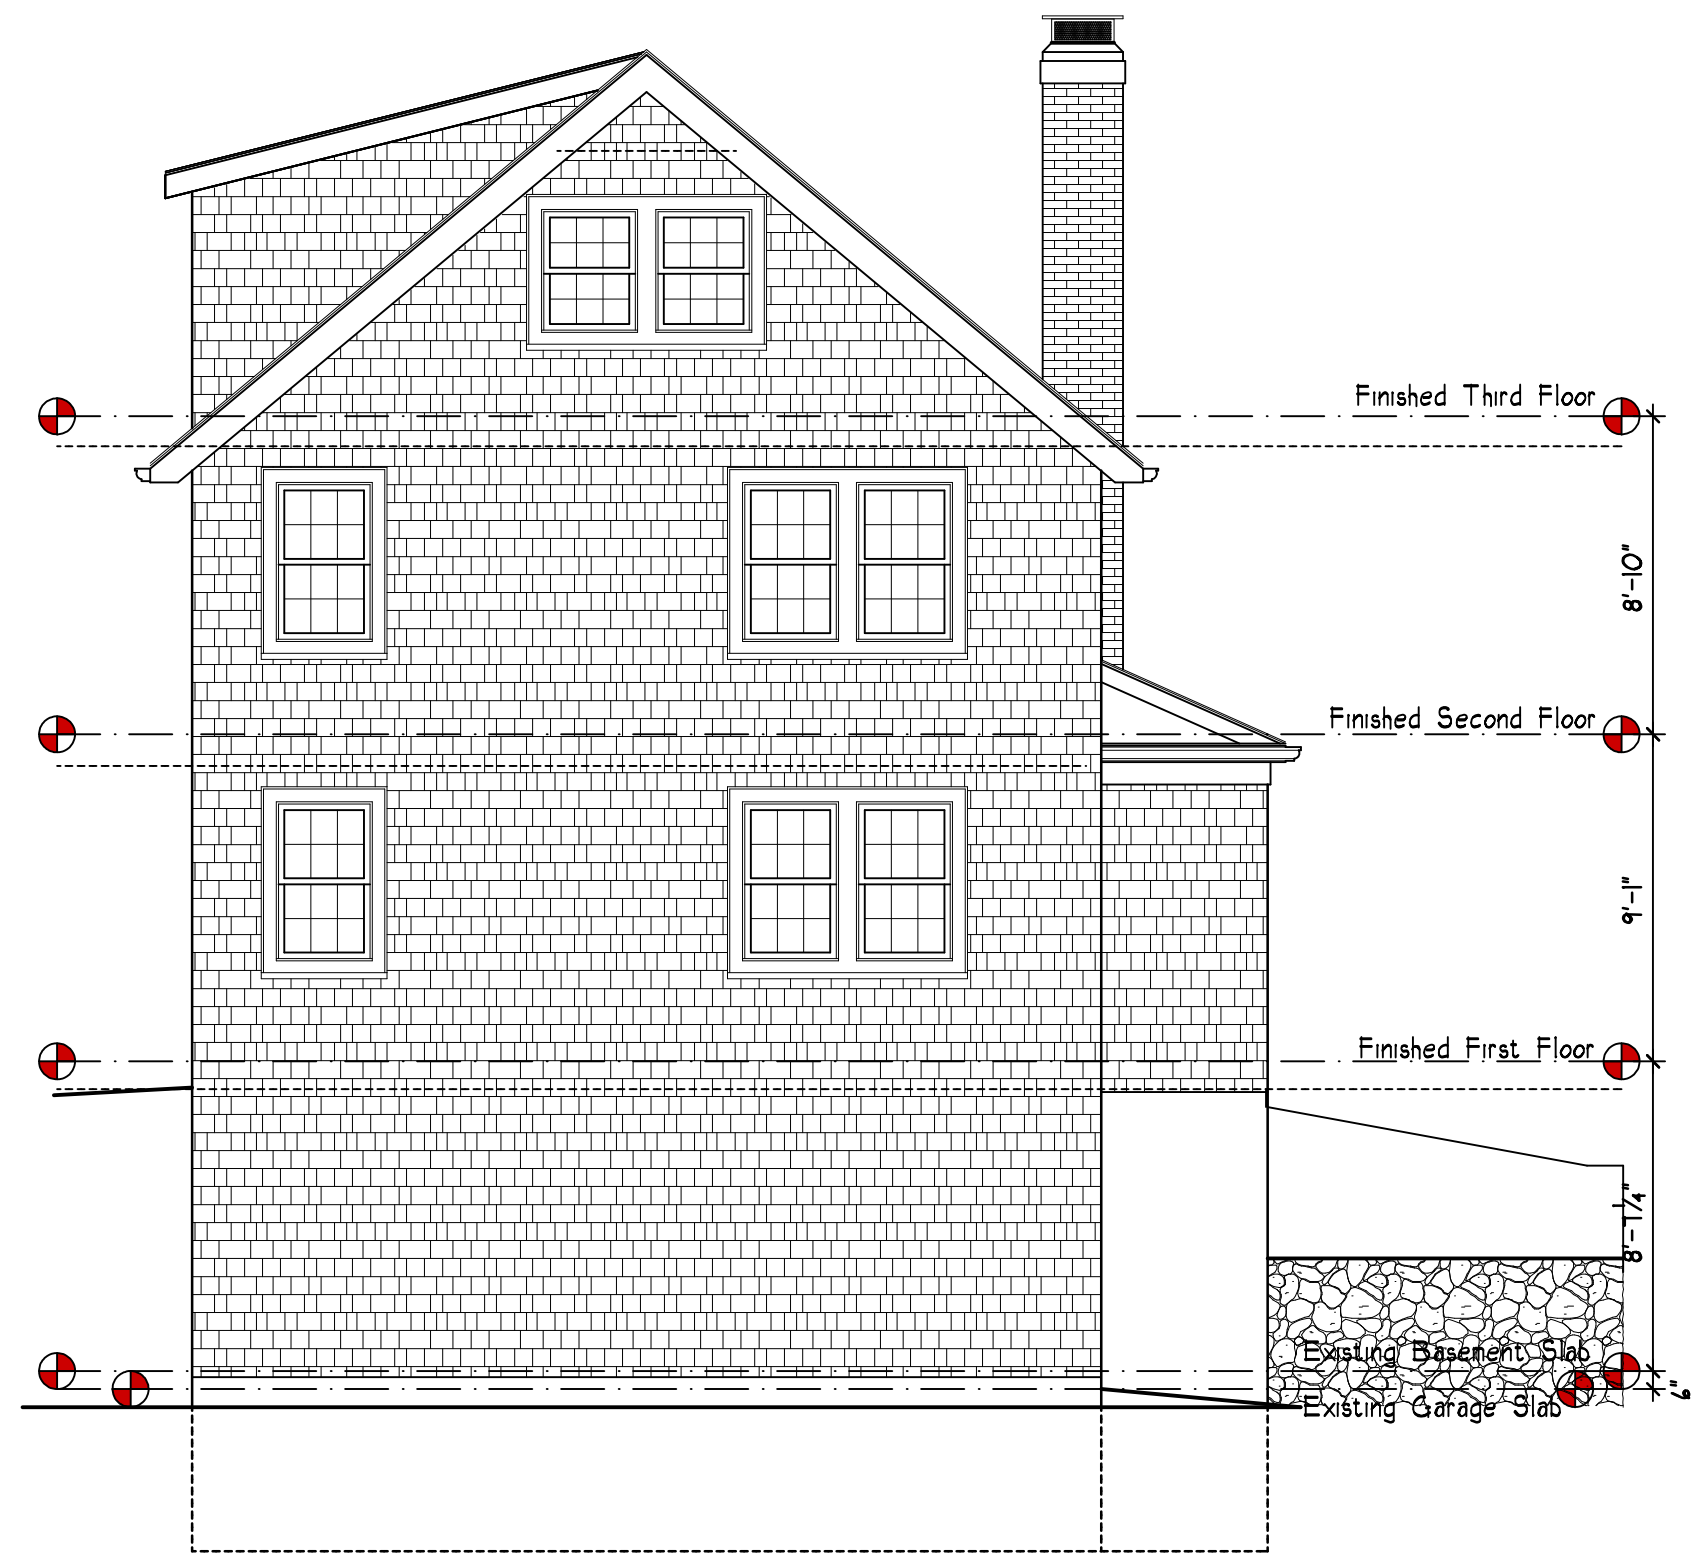 Finished Third Floor
8'-10"
Finished Second Floor
9'-1"
Finished First Floor
8'-7 1/4"
Existing Basement Slab
6"
Existing Garage Slab